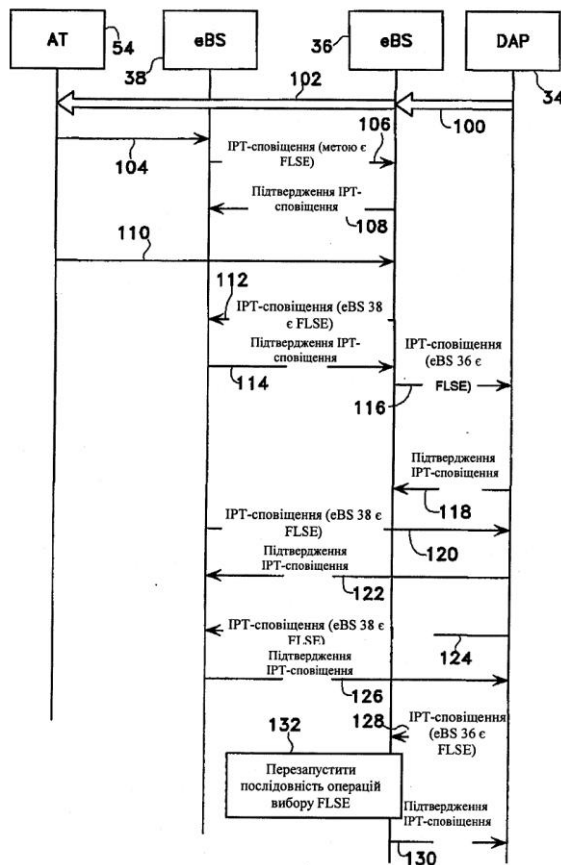 AT
54
eBS
38
36
eBS
DAP
34
102
100
104
IPT-сповіщення (метою є
FLSE)
106
Підтвердження IPT-
сповіщення
108
110
112
IPT-сповіщення (eBS 38
є FLSE)
Підтвердження IPT-
сповіщення
114
IPT-сповіщення
(eBS 36 є
FLSE)
116
Підтвердження
IPT-сповіщення
118
IPT-сповіщення (eBS 38 є
FLSE)
120
Підтвердження
IPT-сповіщення
122
IPT-сповіщення (eBS 38 є
FLSE)
124
Підтвердження
IPT-сповіщення
126
128
IPT-сповіщення
(eBS 36 є
FLSE)
132
Перезапустити
послідовність операцій
вибору FLSE
Підтвердження
IPT-сповіщення
130